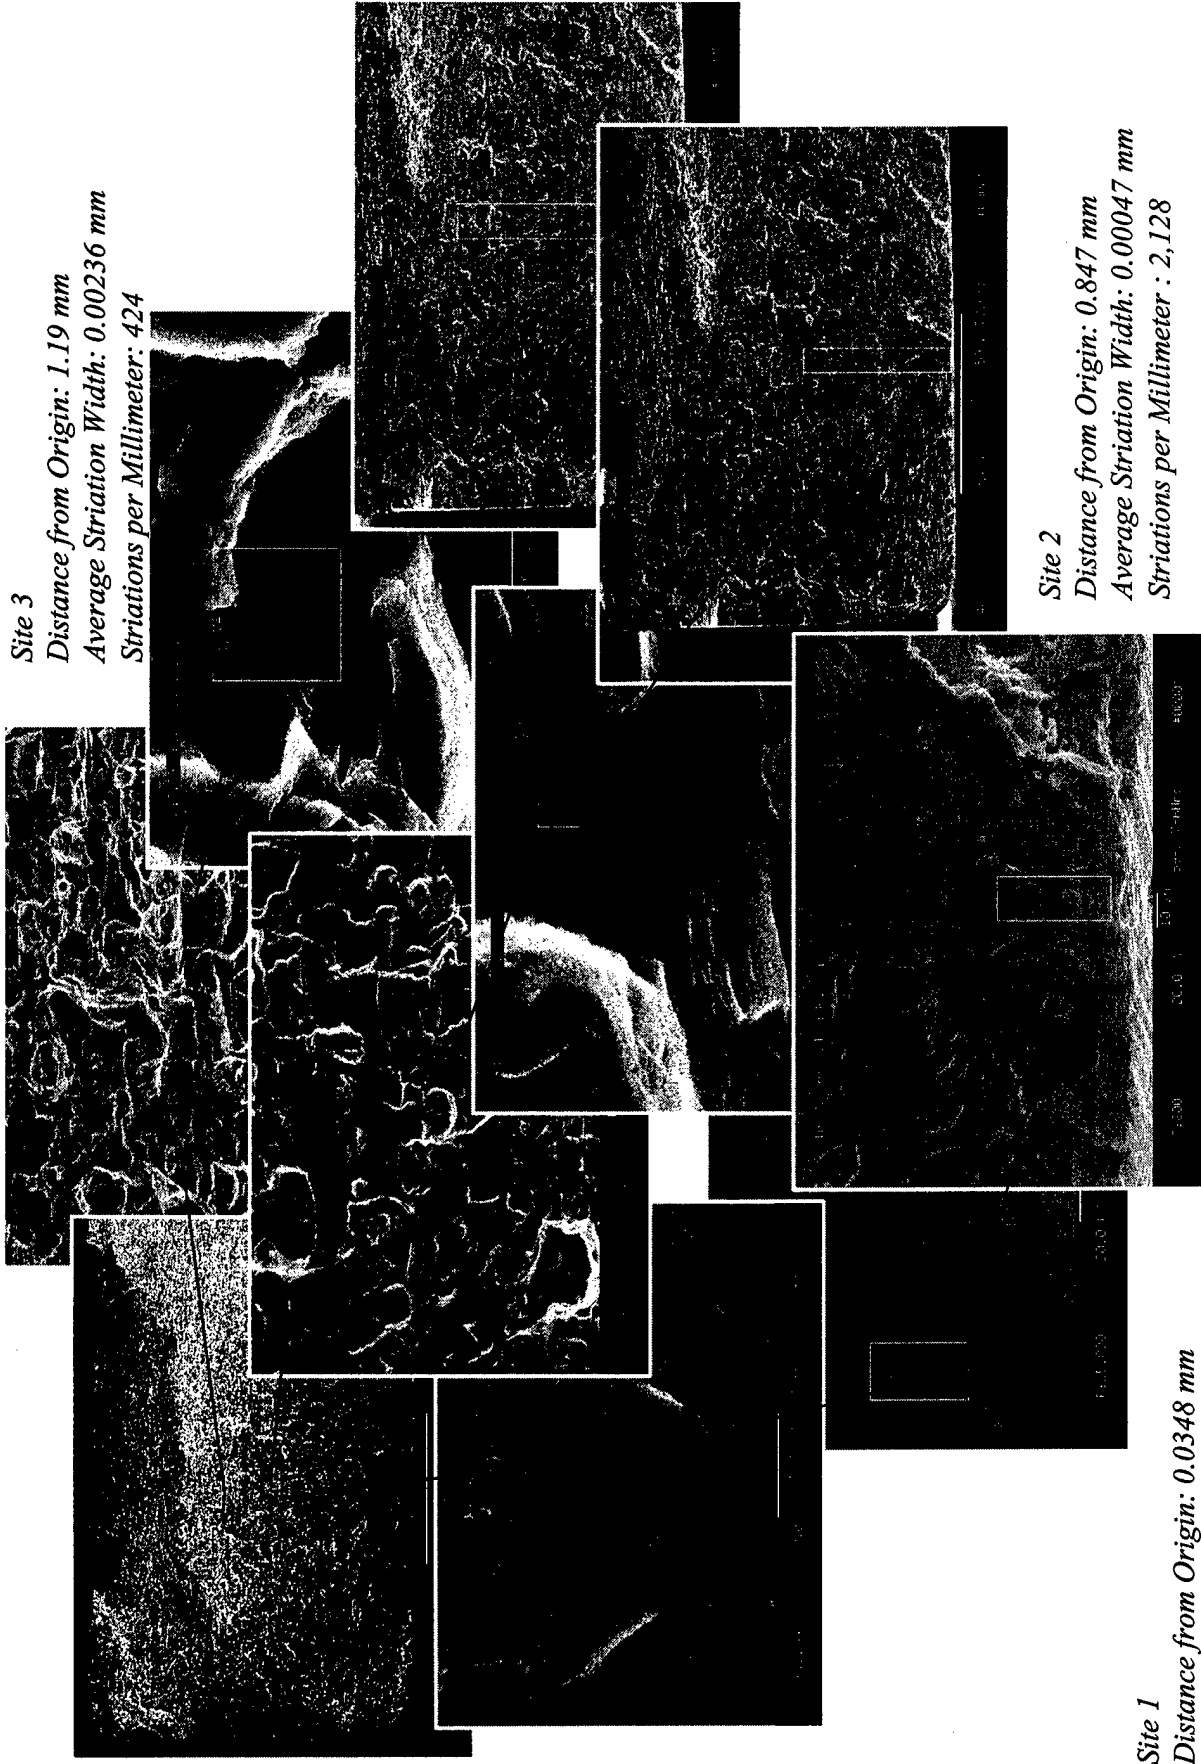 Site 3
Distance from Origin: 1.19 mm
Average Striation Width: 0.00236 mm
Striations per Millimeter: 424
Site 2
Distance from Origin: 0.847 mm
Average Striation Width: 0.00047 mm
Striations per Millimeter : 2,128
Site 1
Distance from Origin: 0.0348 mm